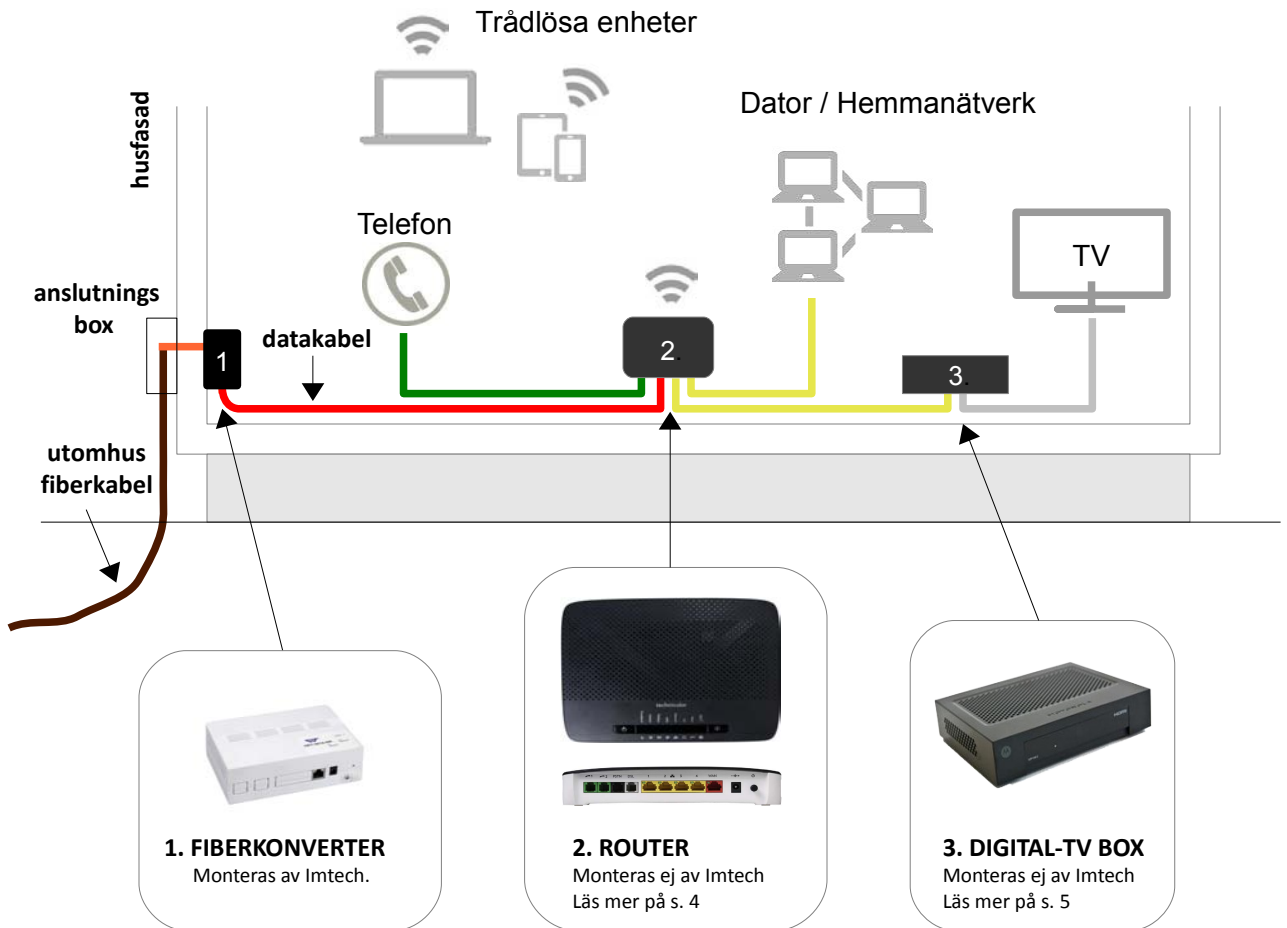 Trådlösa enheter
husfasad
Dator / Hemmanätverk
Telefon
TV
anslutnings
box
datakabel
1
2.
3.
utomhus
fiberkabel
technicolor
HDMI
1. FIBERKONVERTER
Monteras av Imtech.
2. ROUTER
Monteras ej av Imtech
Läs mer på s. 4
3. DIGITAL-TV BOX
Monteras ej av Imtech
Läs mer på s. 5